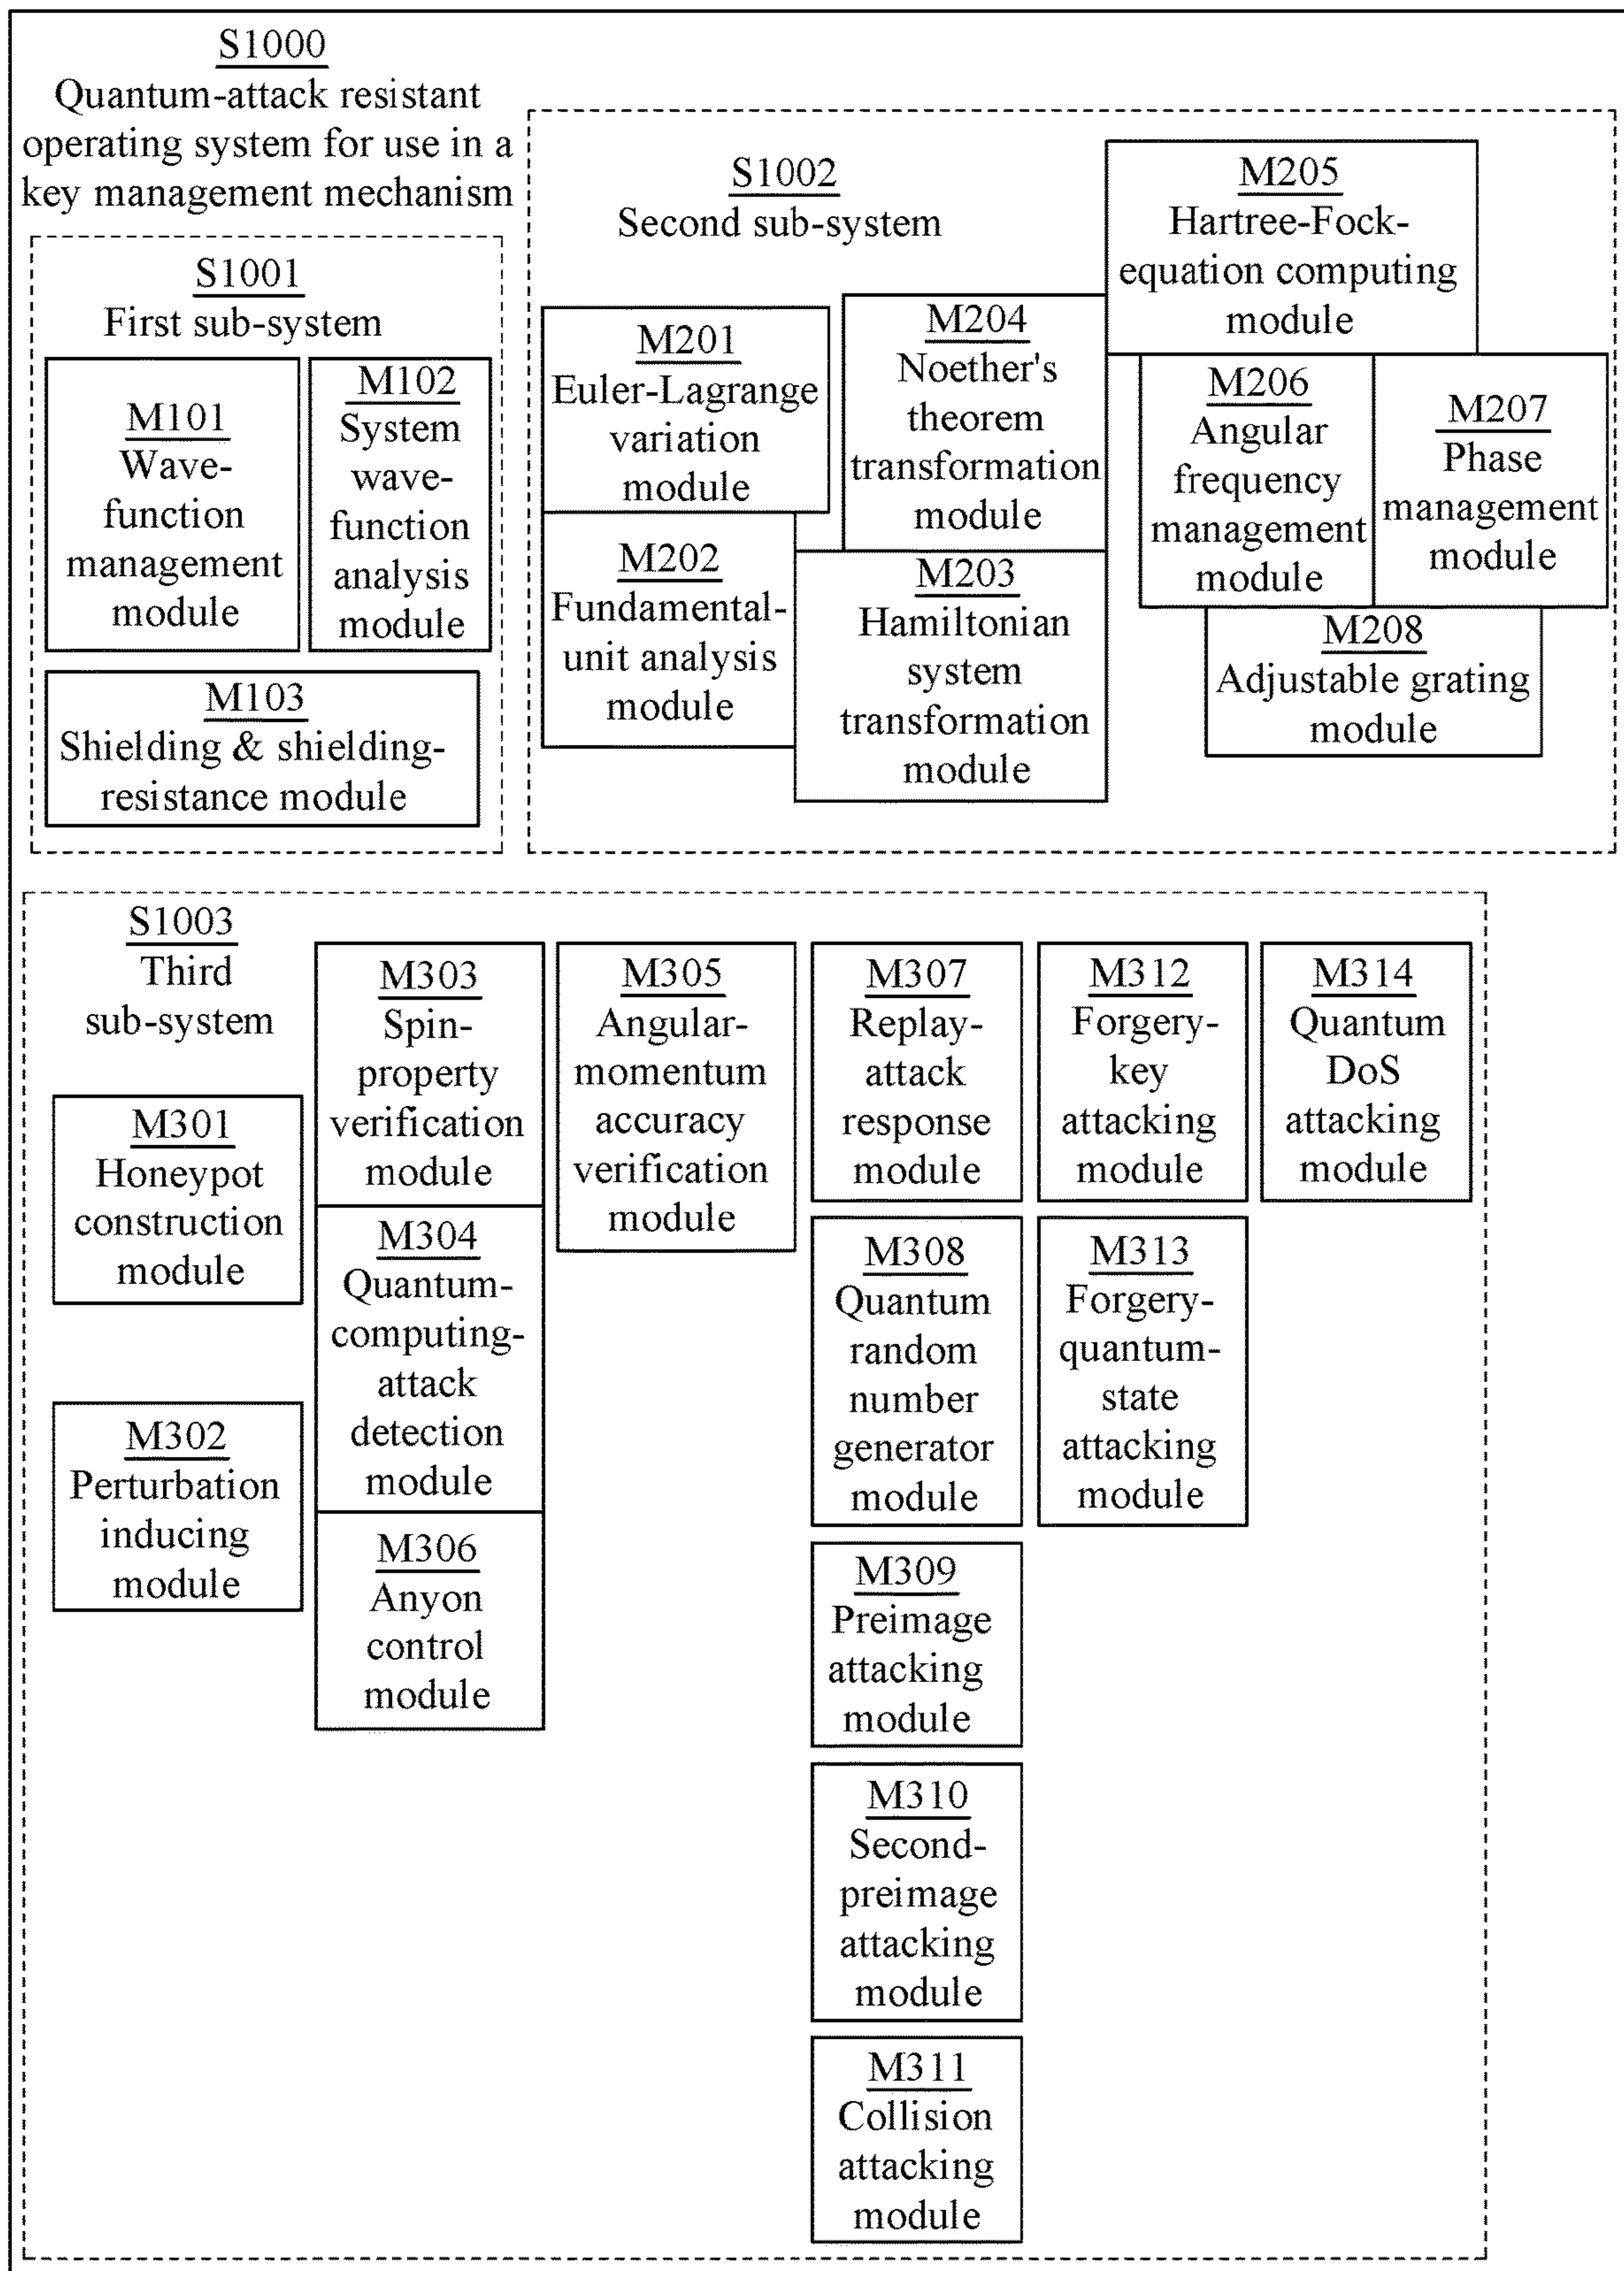 S1000
Quantum-attack resistant
operating system for use in a
key management mechanism
S1001
First sub-system
M101
Wave-
function
management
module
M102
System
wave-
function
analysis
module
M103
Shielding & shielding-
resistance module
S1002
Second sub-system
M201
Euler-Lagrange
variation
module
M202
Fundamental-
unit analysis
module
M204
Noether's
theorem
transformation
module
M203
Hamiltonian
system
transformation
module
M205
Hartree-Fock-
equation computing
module
M206
Angular
frequency
management
module
M207
Phase
management
module
M208
Adjustable grating
module
S1003
Third
sub-system
M301
Honeypot
construction
module
M302
Perturbation
inducing
module
M303
Spin-
property
verification
module
M304
Quantum-
computing-
attack
detection
module
M306
Anyon
control
module
M305
Angular-
momentum
accuracy
verification
module
M307
Replay-
attack
response
module
M308
Quantum
random
number
generator
module
M309
Preimage
attacking
module
M310
Second-
preimage
attacking
module
M311
Collision
attacking
module
M312
Forgery-
key
attacking
module
M313
Forgery-
quantum-
state
attacking
module
M314
Quantum
DoS
attacking
module